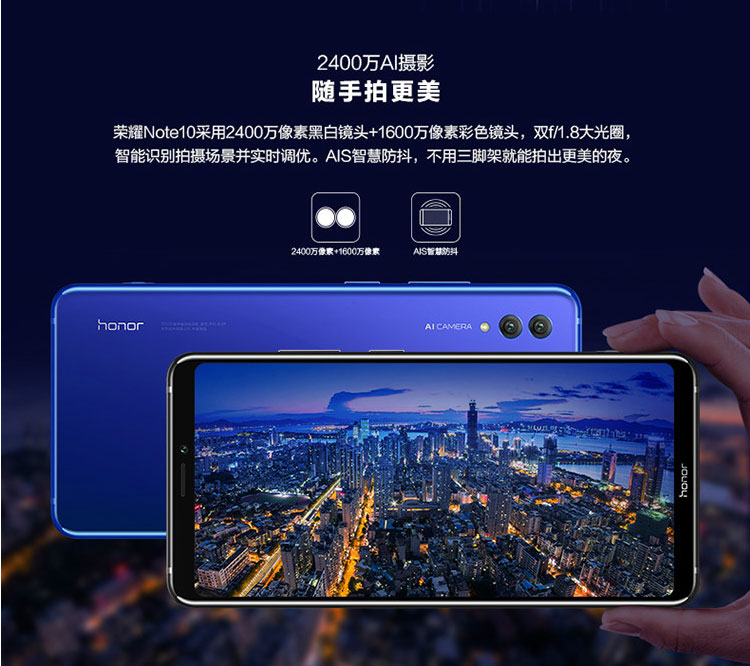 2400万AI摄影
随手拍更美
荣耀Note10采用2400万像素黑白镜头+1600万像素彩色镜头，双f/1.8大光圈，
智能识别拍摄场景并实时调优。AIS智慧防抖，不用三脚架就能拍出更美的夜。
2400万像素+1600万像素
AIS智慧防抖
honor
AI CAMERA
honor